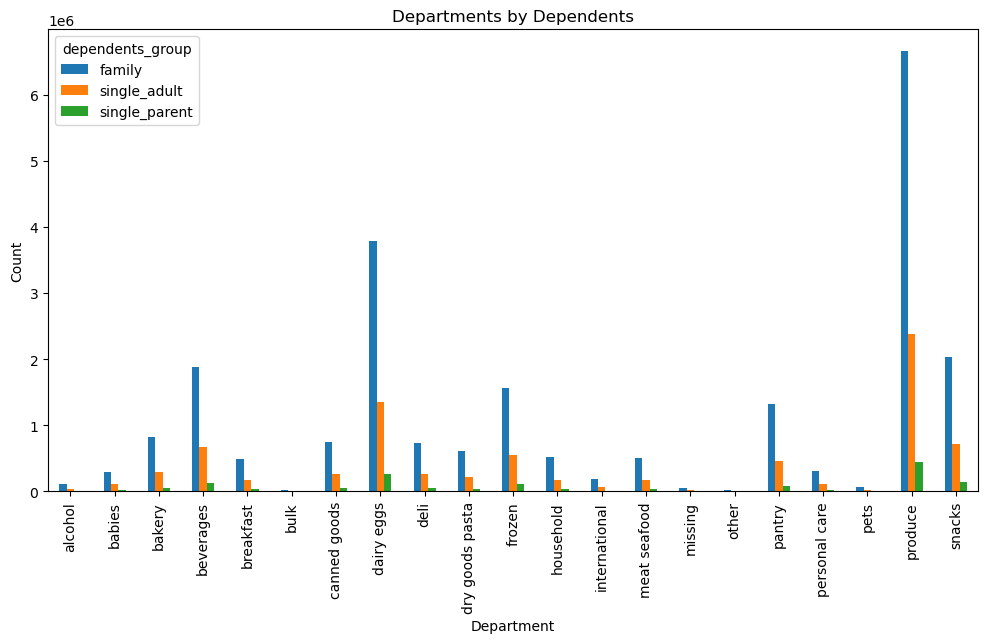 Departments by Dependents
1e6
dependents_group
family
single_adult
single_parent
6
5
4
3
2
1
0
Count
alcohol
babies
bakery
beverages
breakfast
bulk
canned goods
dairy eggs
deli
dry goods pasta
frozen
household
international
meat seafood
missing
other
pantry
personal care
pets
produce
snacks
Department